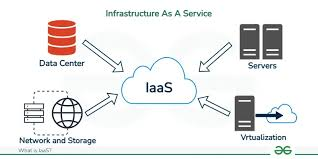 Infrastructure As A Service
Data Center
IaaS
Servers
Network and Storage
Vrtualization
What is IaaS?